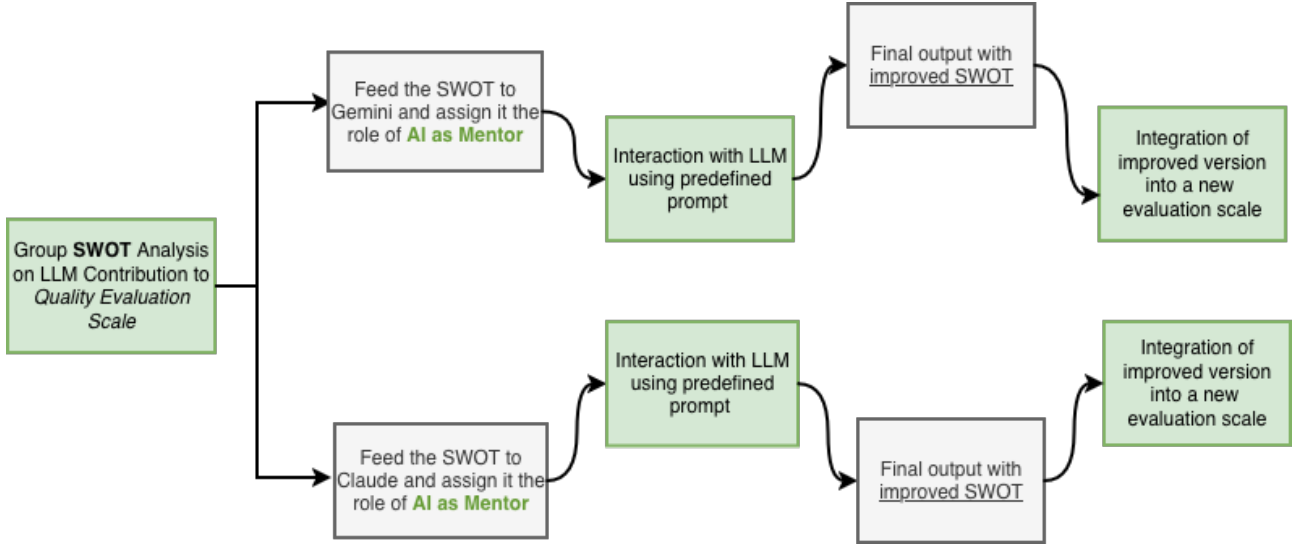 Group SWOT Analysis
on LLM Contribution to
Quality Evaluation
Scale
Feed the SWOT to
Gemini and assign it the
role of AI as Mentor
Interaction with LLM
using predefined
prompt
Final output with
improved SWOT
Integration of
improved version
into a new
evaluation scale
Feed the SWOT to
Claude and assign it the
role of AI as Mentor
Interaction with LLM
using predefined
prompt
Final output with
improved SWOT
Integration of
improved version
into a new
evaluation scale